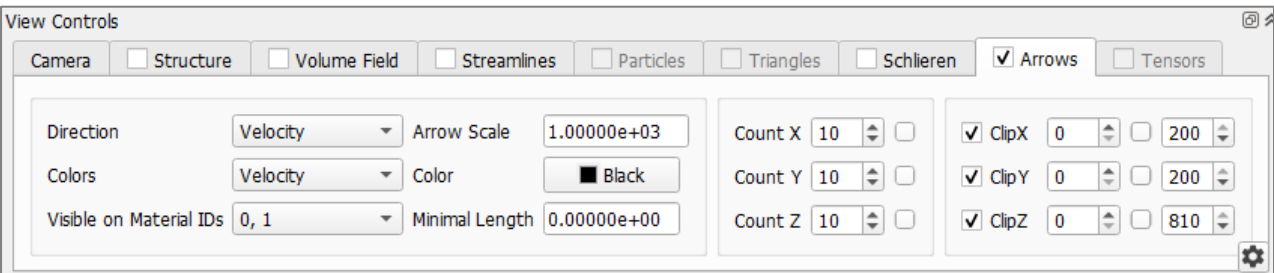 View Controls
Camera Structure Volume Field Streamlines Particles Triangles Schlieren Arrows Tensors
Direction Velocity Arrow Scale 1.00000e+03 Count X 10 ClipX 0 200
Colors Velocity Color Black Count Y 10 ClipY 0 200
Visible on Material IDs 0, 1 Minimal Length 0.00000e+00 Count Z 10 ClipZ 0 810